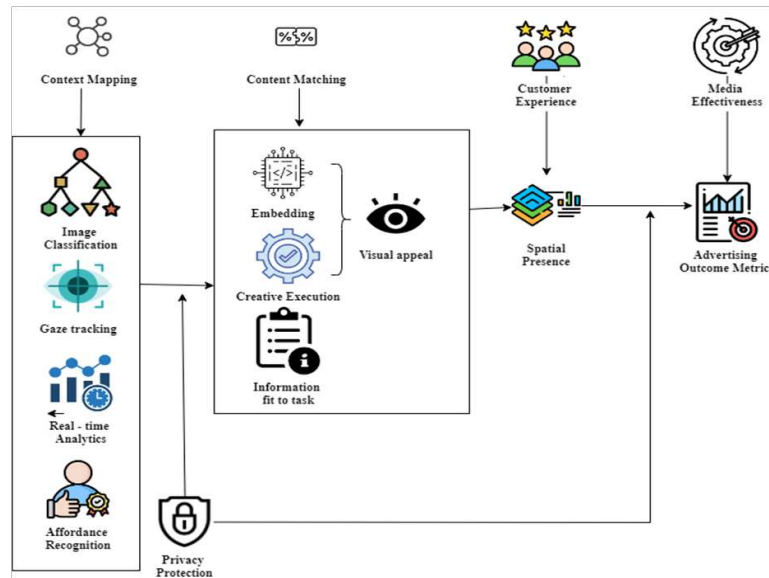 Context Mapping
Content Matching
Customer
Experience
Media
Effectiveness
Image
Classification
Gaze tracking
Real - time
Analytics
Affordance
Recognition
%
%
</>
Embedding
Creative Execution
Visual appeal
Information
fit to task
Spatial
Presence
Advertising
Outcome Metric
Privacy
Protection